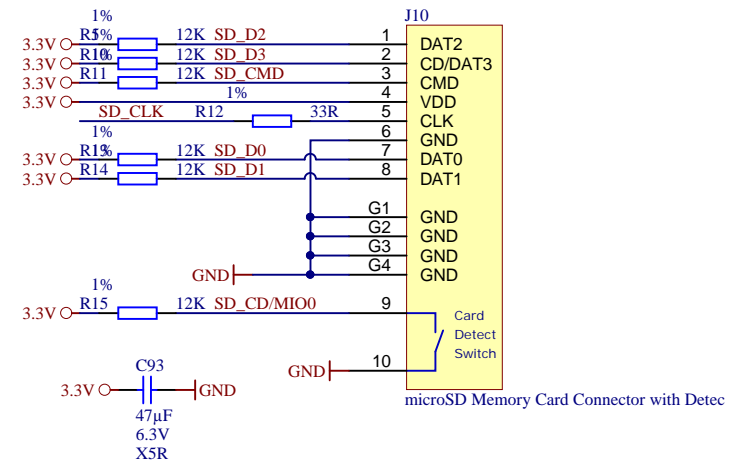 J10
1%
3.3V 12K SD_D2 1 DAT2
1%
3.3V 12K SD_D3 2 CD/DAT3
3.3V R11 12K SD_CMD 3 CMD
3.3V 1% 4 VDD
SD_CLK R12 33R 5 CLK
1% 6 GND
3.3V 12K SD_D0 7 DAT0
1%
3.3V R14 12K SD_D1 8 DAT1
G1 GND
G2 GND
G3 GND
GND G4 GND
1%
3.3V R15 12K SD_CD/MIO0 9
Card
Detect
Switch
GND 10
C93
3.3V GND
47µF
6.3V
X5R
microSD Memory Card Connector with Detec